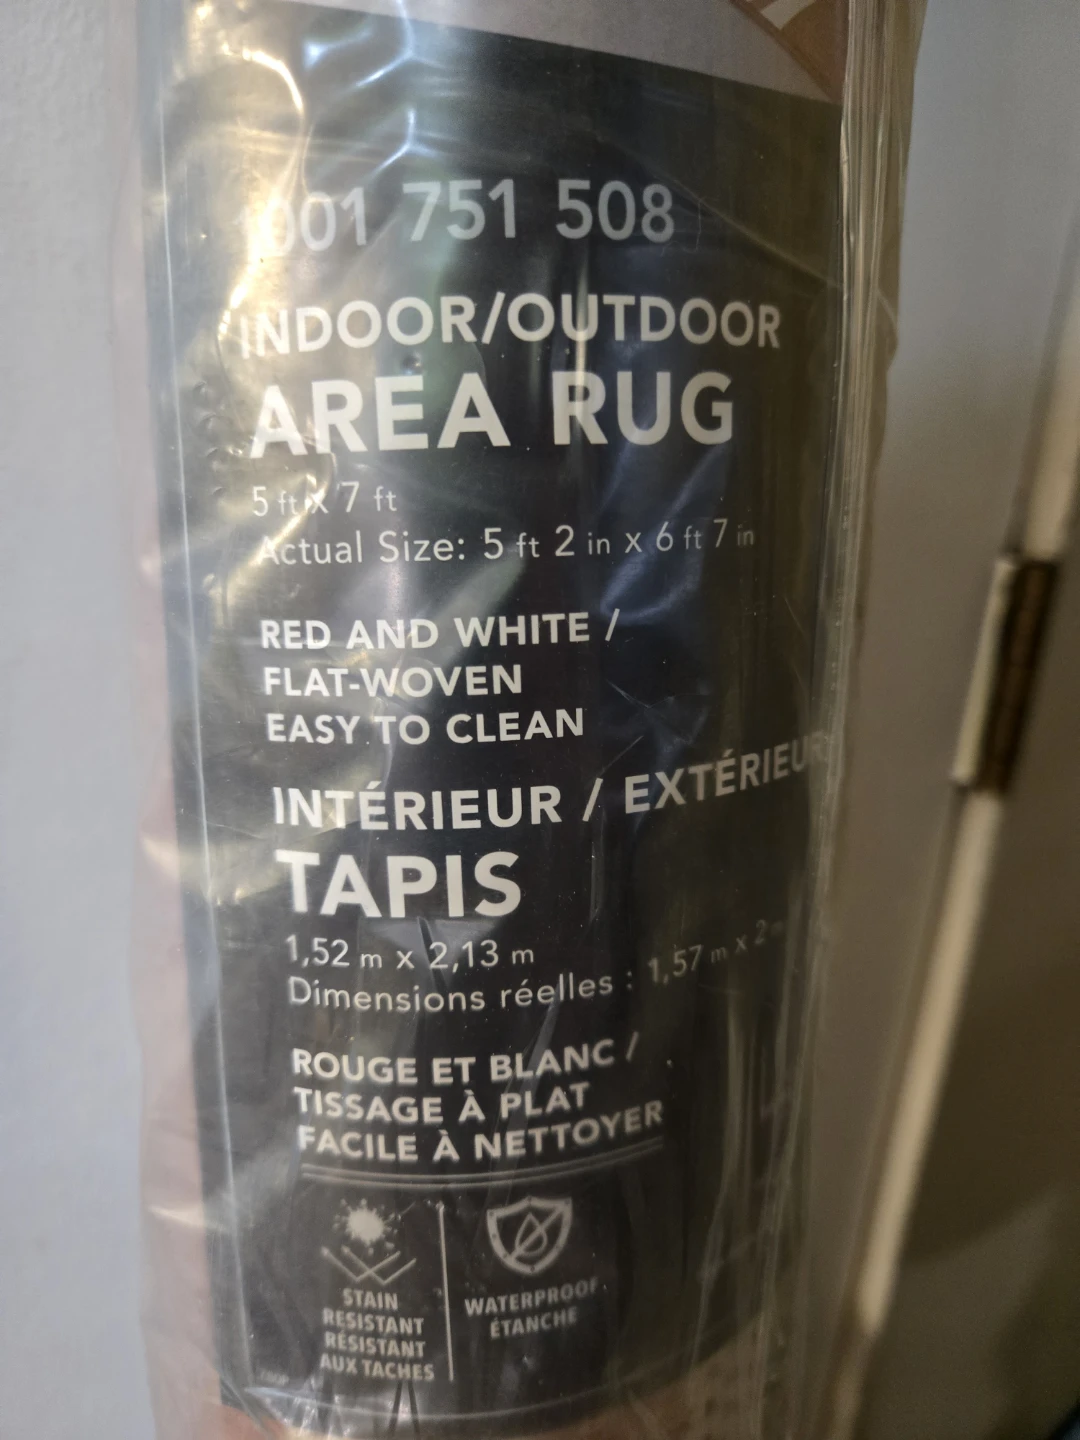 1001 751 508
INDOOR/OUTDOOR
AREA RUG
5 ft x 7 ft
Actual Size: 5 ft 2 in x 6 ft 7 in
RED AND WHITE /
FLAT-WOVEN
EASY TO CLEAN
INTÉRIEUR / EXTÉRIEUR
TAPIS
1,52 m x 2,13 m
Dimensions réelles : 1,57 m x 2 m
ROUGE ET BLANC /
TISSAGE À PLAT
FACILE À NETTOYER
STAIN
RESISTANT
RÉSISTANT
AUX TACHES
WATERPROOF
ÉTANCHE